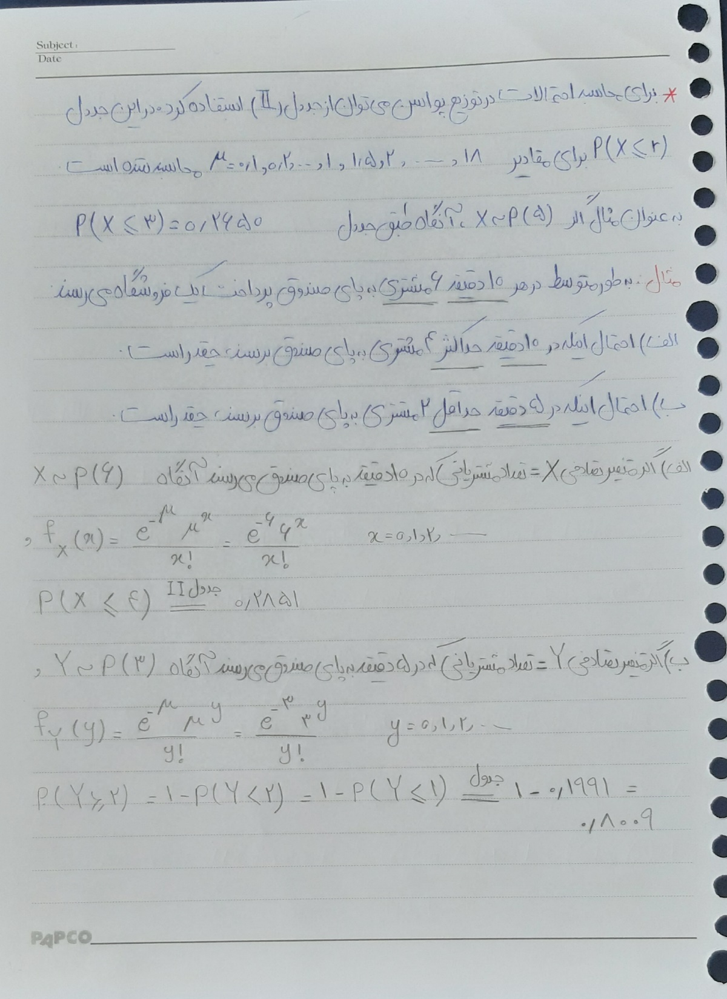 Subject:
Date
* برای محاسبه احتمالات در توزیع پواسن می‌توان از جدول (II) استفاده کرد. در این جدول
P(X ≤ r) برای مقادیر μ = ۰٫۱ , ۰٫۲ , ... , ۱ , ۱٫۵ , ۲ , ... , ۱۸ محاسبه شده است.
به عنوان مثال اگر X ~ P(۵) ، آنگاه طبق جدول P(X ≤ ۳) = ۰٫۲۶۵۰
مثال: به طور متوسط در هر ۱۰ دقیقه ۶ مشتری به پای صندوق پرداخت یک فروشگاه می‌رسند
الف) احتمال اینکه در ۱۰ دقیقه حداکثر ۴ مشتری به پای صندوق برسند، چقدر است.
ب) احتمال اینکه در ۵ دقیقه حداقل ۲ مشتری به پای صندوق برسند، چقدر است.
الف) اگر متغیر تصادفی X = تعداد مشتریانی که در ۱۰ دقیقه به پای صندوق می‌رسند آنگاه X ~ P(۶)
, f_X(x) = e^-μ μ^x / x! = e^-۶ ۶^x / x! x = ۰,۱,۲, ...
P(X ≤ ۴) = جدول II ۰٫۲۸۵۱
ب) اگر متغیر تصادفی Y = تعداد مشتریانی که در ۵ دقیقه به پای صندوق می‌رسند آنگاه Y ~ P(۳) ,
f_Y(y) = e^-μ μ^y / y! = e^-۳ ۳^y / y! y = ۰,۱,۲, ...
P(Y ≥ ۲) = ۱ - P(Y < ۲) = ۱ - P(Y ≤ ۱) = جدول ۱ - ۰٫۱۹۹۱ =
۰٫۸۰۰۹
PAPCO